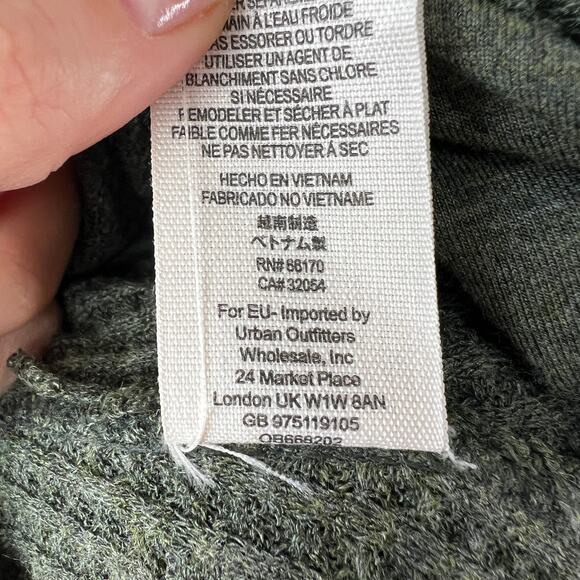 MAIN À L'EAU FROIDE
PAS ESSORER OU TORDRE
UTILISER UN AGENT DE
BLANCHIMENT SANS CHLORE
SI NÉCESSAIRE
REMODELER ET SÉCHER À PLAT
FAIBLE COMME FER NÉCESSAIRES
NE PAS NETTOYER À SEC
HECHO EN VIETNAM
FABRICADO NO VIETNAME
越南制造
ベトナム製
RN# 66170
CA# 32054
For EU- Imported by
Urban Outfitters
Wholesale, Inc
24 Market Place
London UK W1W 8AN
GB 975119105
OB668202